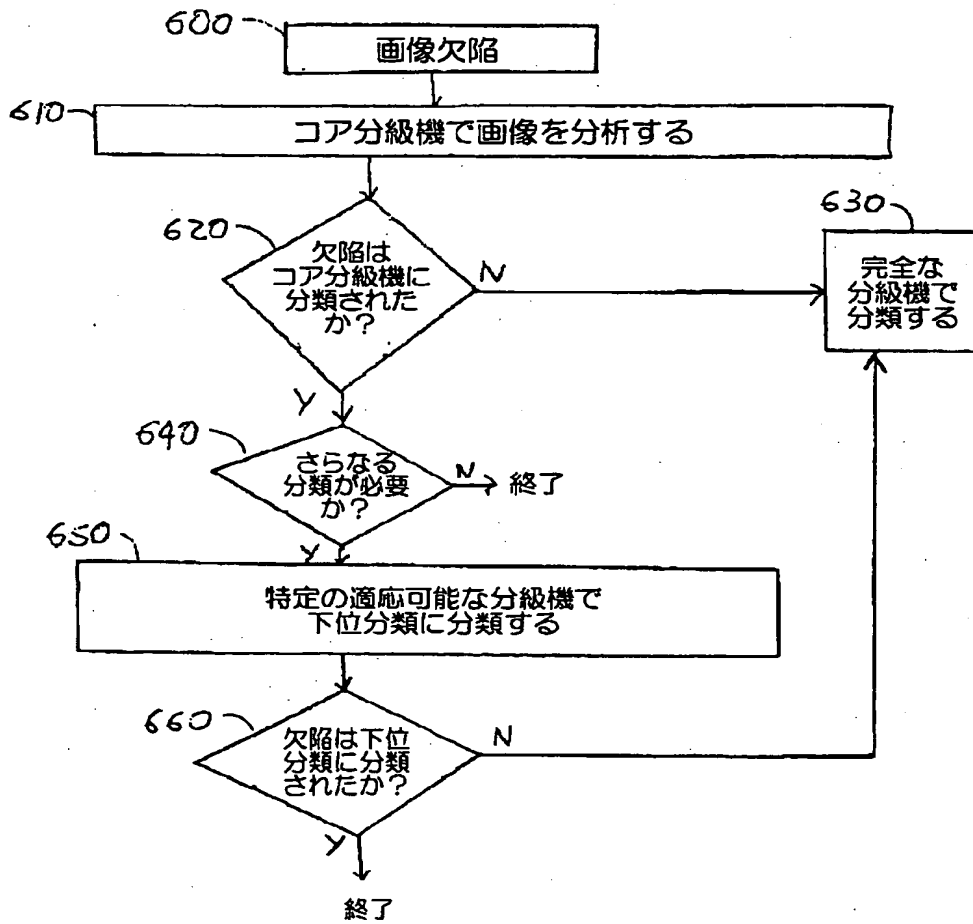 600
画像欠陥
610
コア分級機で画像を分析する
620
欠陥は
コア分級機に
分類された
か？
N
630
完全な
分級機で
分類する
Y
640
さらなる
分類が必要
か？
N
終了
Y
650
特定の適応可能な分級機で
下位分類に分類する
660
欠陥は下位
分類に分類
されたか？
N
Y
終了